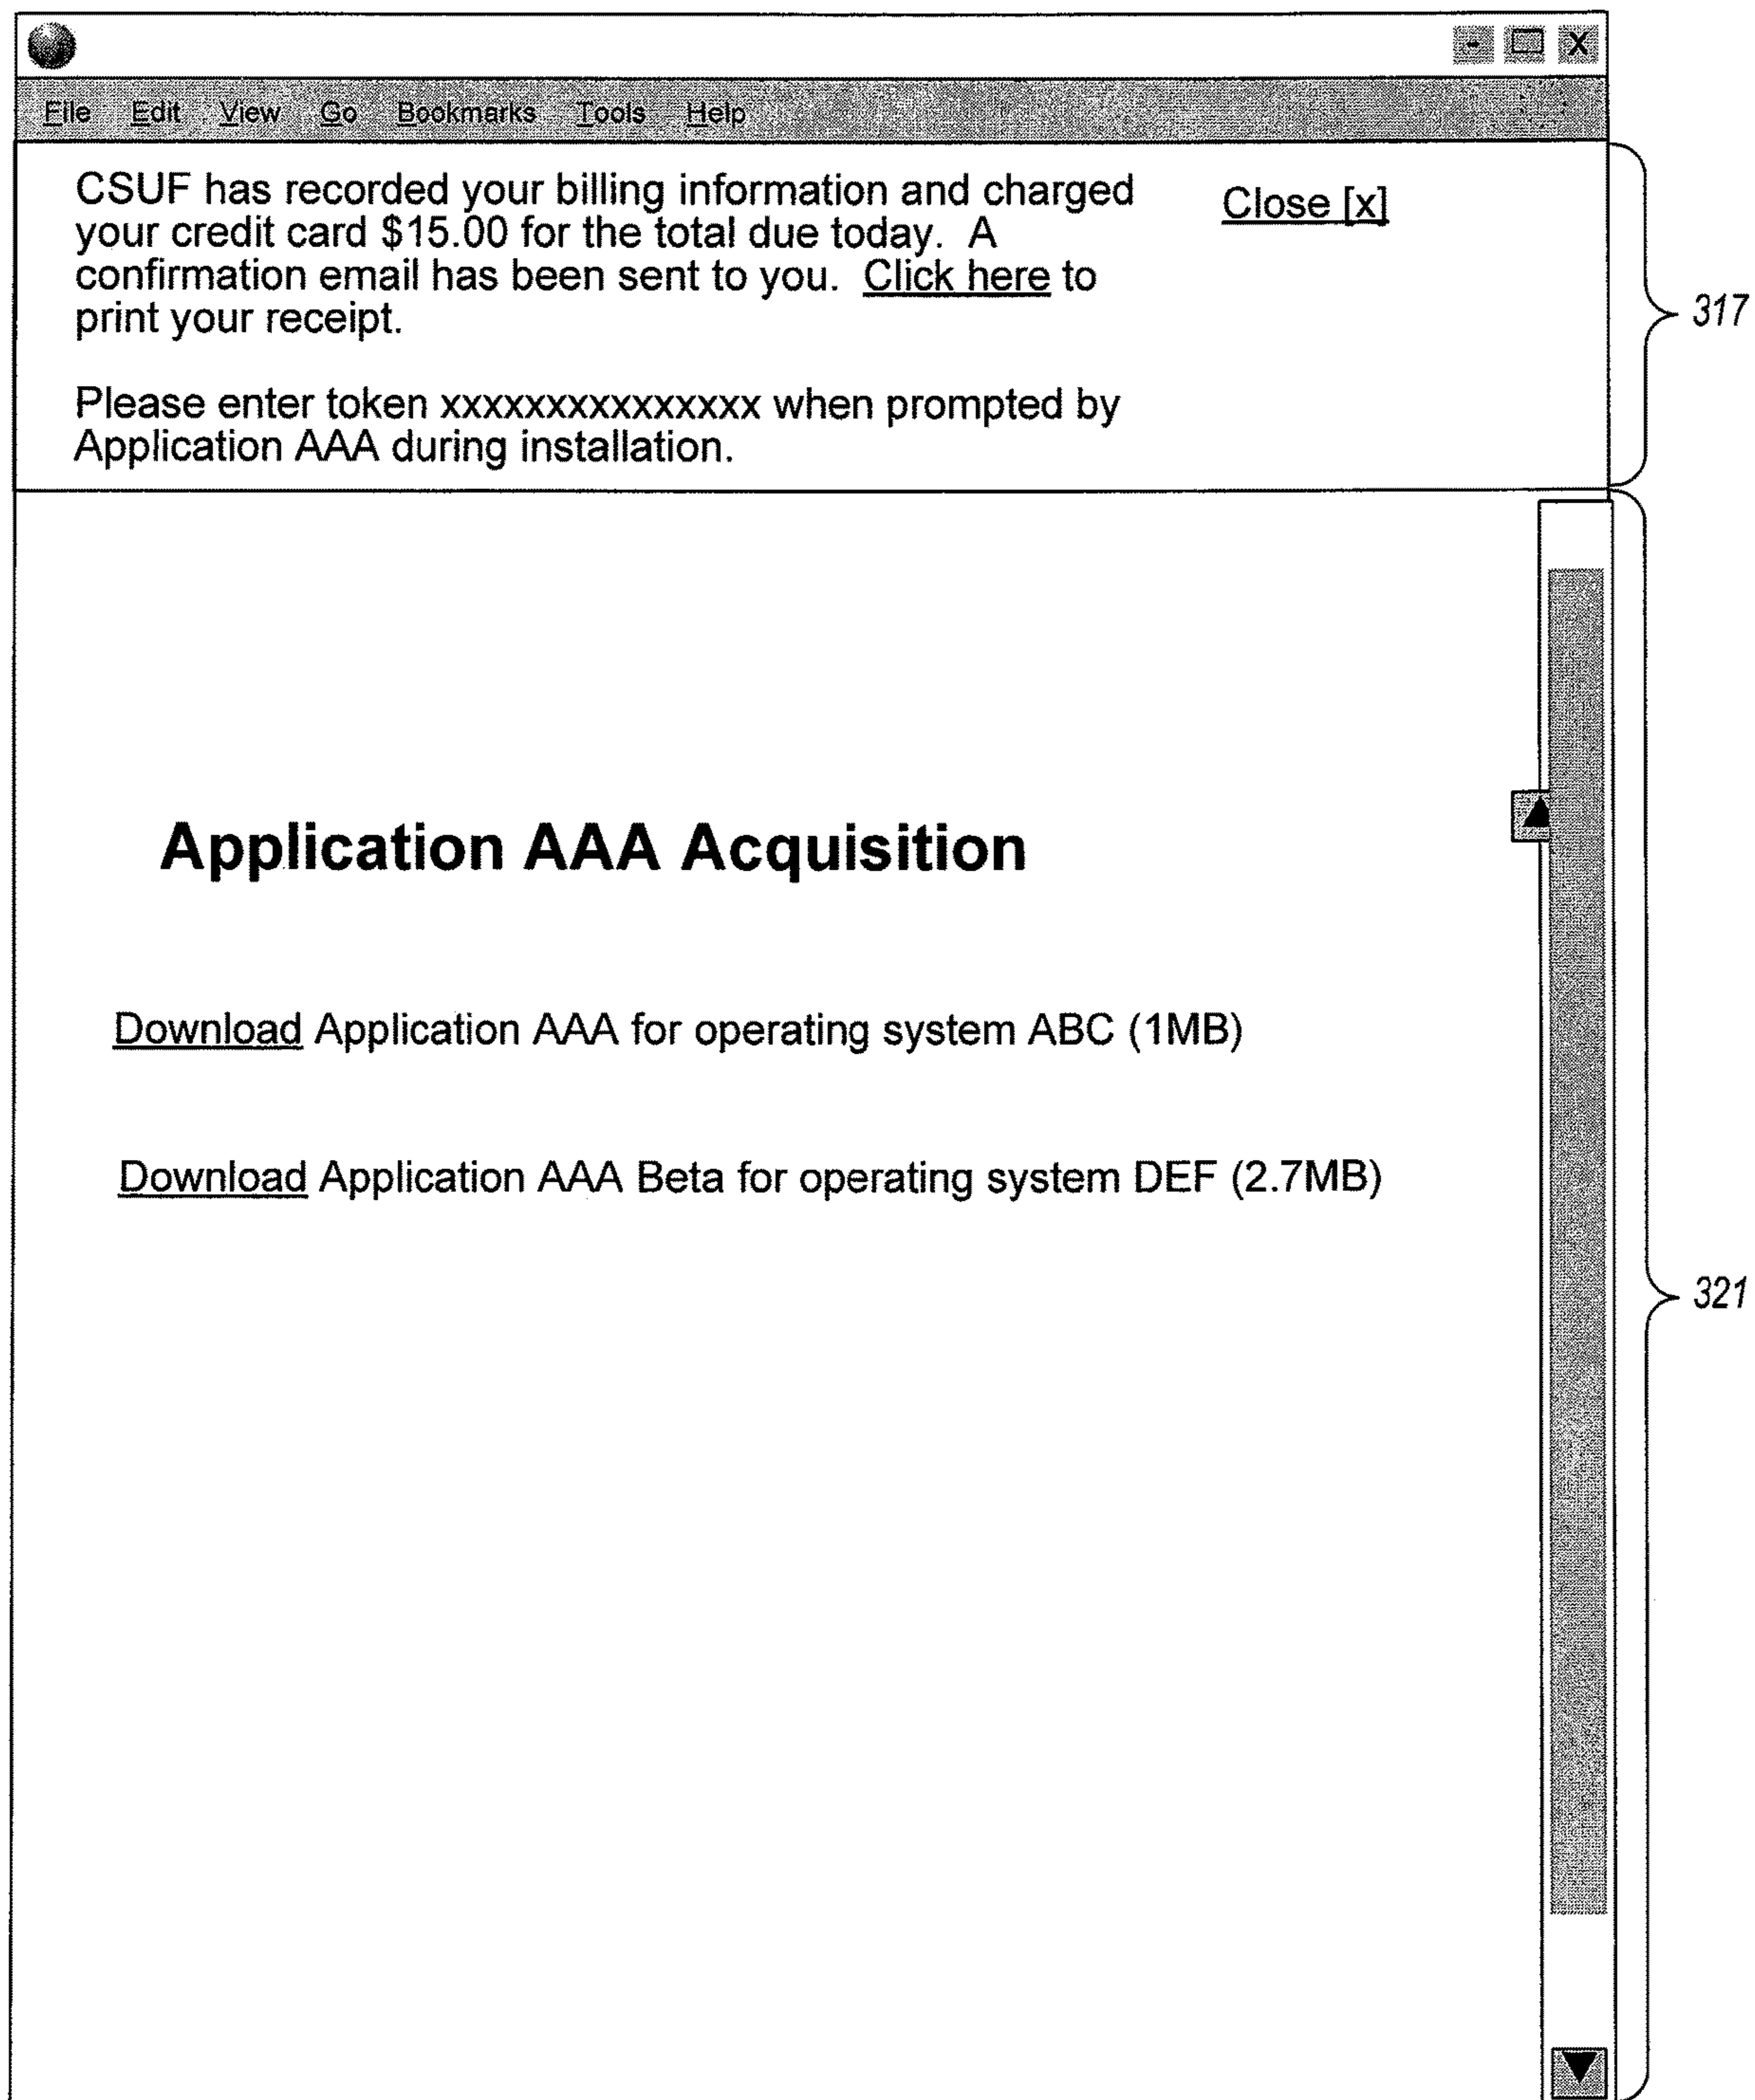 - X
File Edit View Go Bookmarks Tools Help
CSUF has recorded your billing information and charged
your credit card $15.00 for the total due today. A
confirmation email has been sent to you. Click here to
print your receipt.
Close [x]
317
Please enter token xxxxxxxxxxxxxxx when prompted by
Application AAA during installation.
Application AAA Acquisition
Download Application AAA for operating system ABC (1MB)
Download Application AAA Beta for operating system DEF (2.7MB)
321